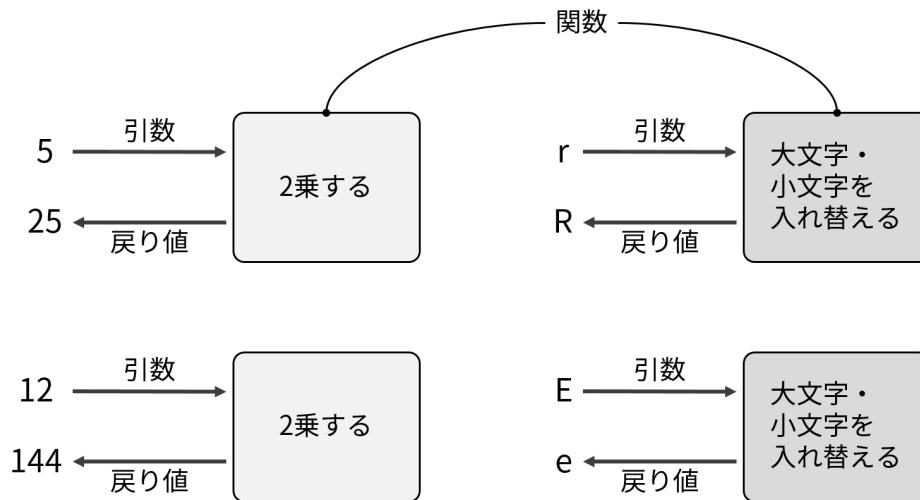 関数
5
引数
2乗する
25
戻り値
r
引数
大文字・
小文字を
入れ替える
R
戻り値
12
引数
2乗する
144
戻り値
E
引数
大文字・
小文字を
入れ替える
e
戻り値